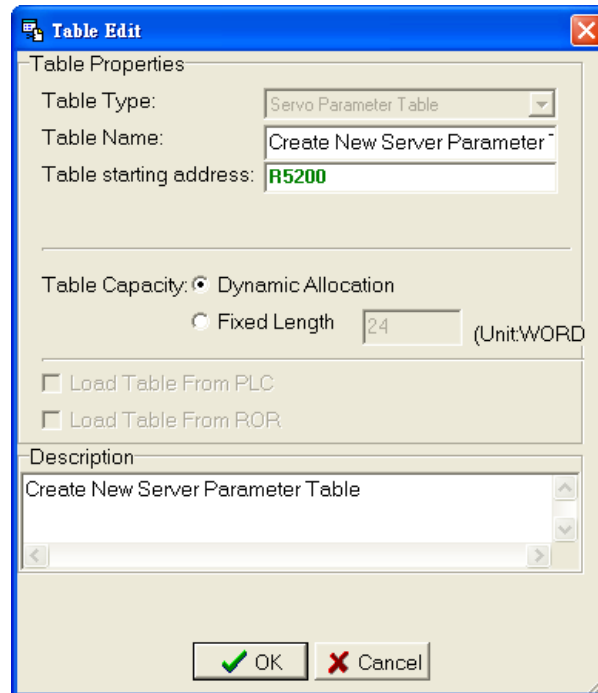 Table Edit
Table Properties
Table Type: Servo Parameter Table
Table Name: Create New Server Parameter
Table starting address: R5200
Table Capacity: Dynamic Allocation
Fixed Length 24 (Unit:WORD
Load Table From PLC
Load Table From ROR
Description
Create New Server Parameter Table
OK Cancel